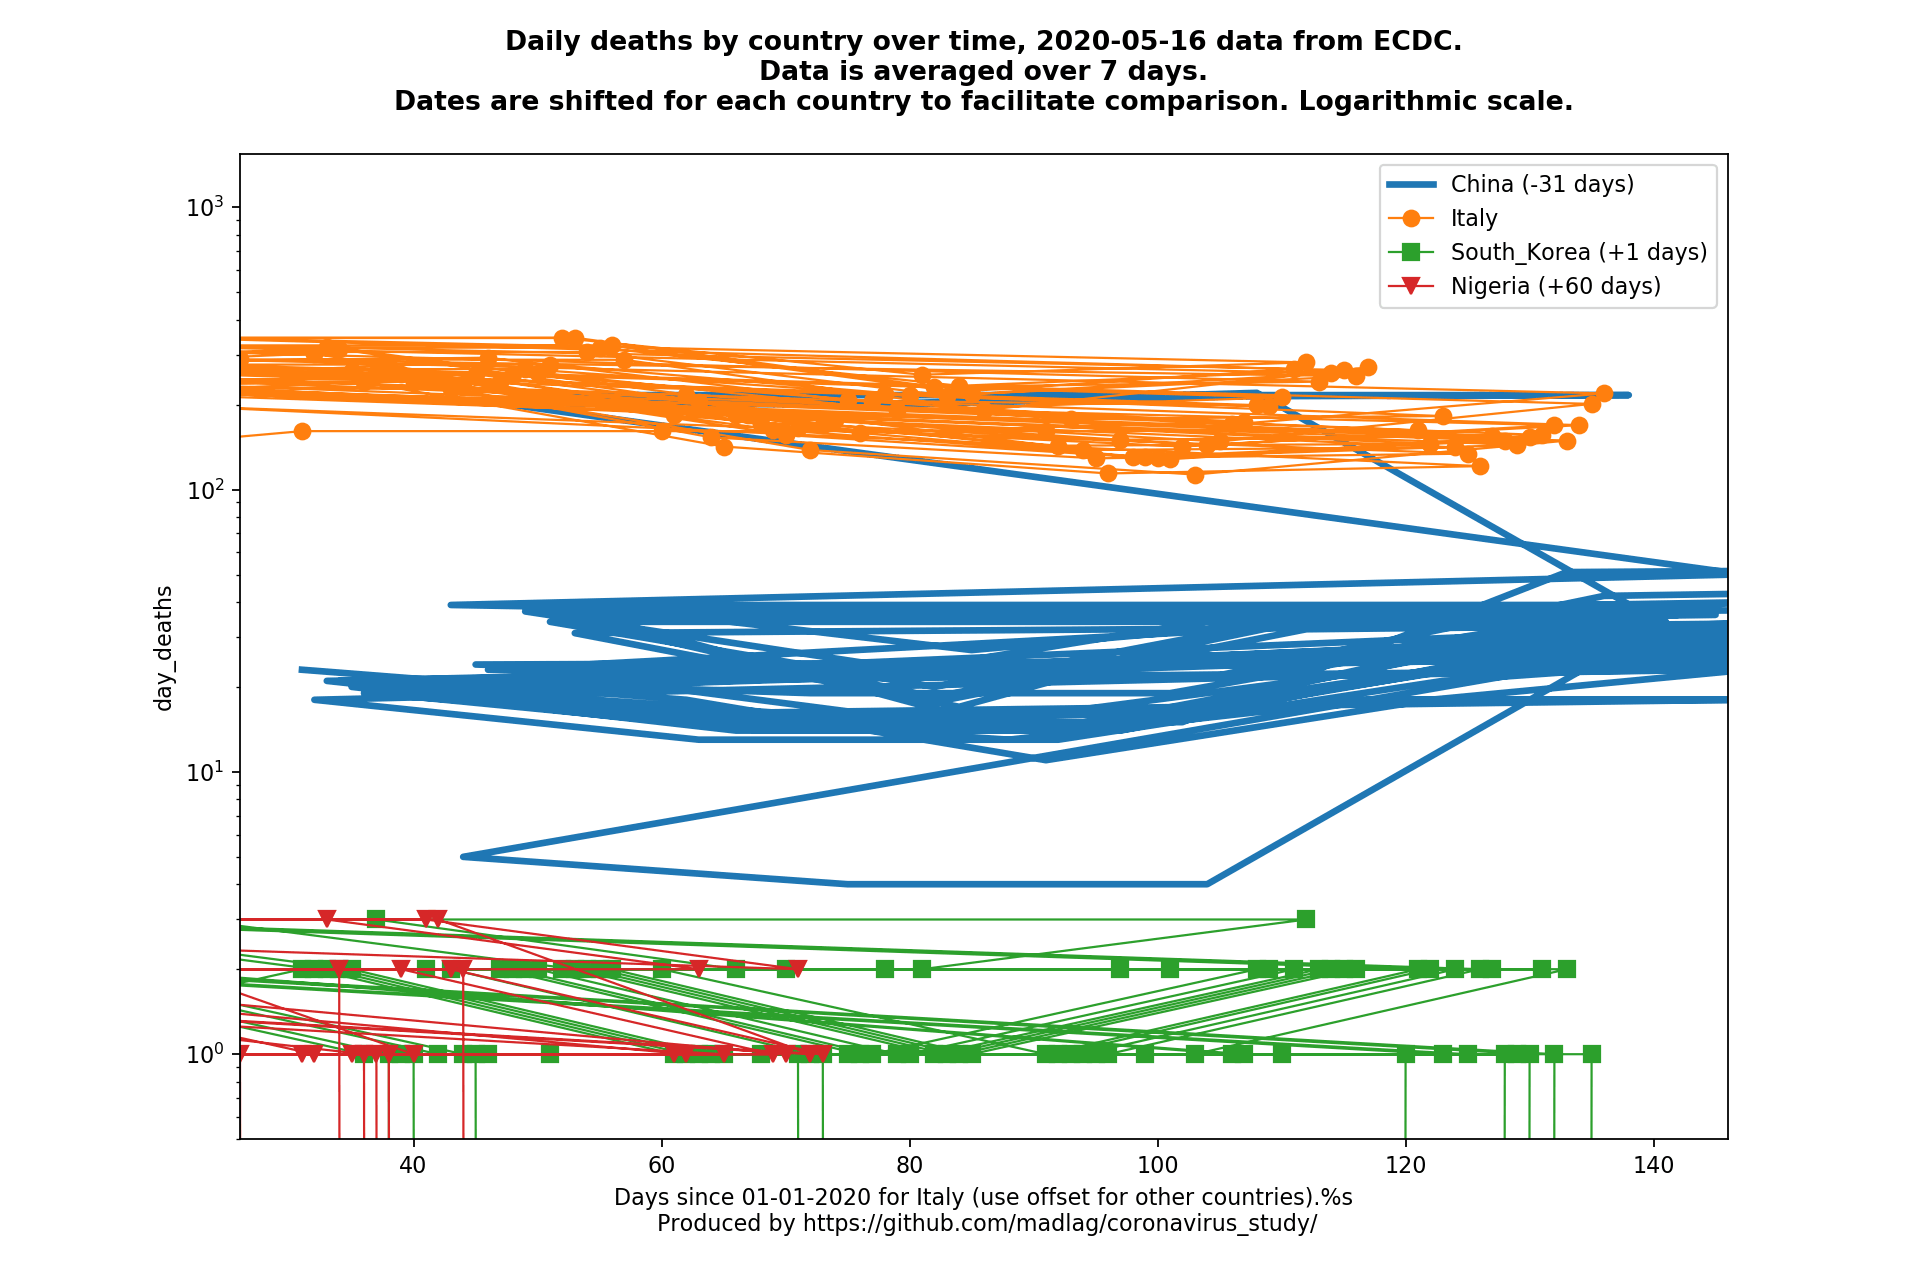 Daily deaths by country over time, 2020-05-16 data from ECDC.
Data is averaged over 7 days.
Dates are shifted for each country to facilitate comparison. Logarithmic scale.
China (-31 days)
Italy
South_Korea (+1 days)
Nigeria (+60 days)
day_deaths
10³
10²
10¹
10⁰
40 60 80 100 120 140
Days since 01-01-2020 for Italy (use offset for other countries).%s
Produced by https://github.com/madlag/coronavirus_study/